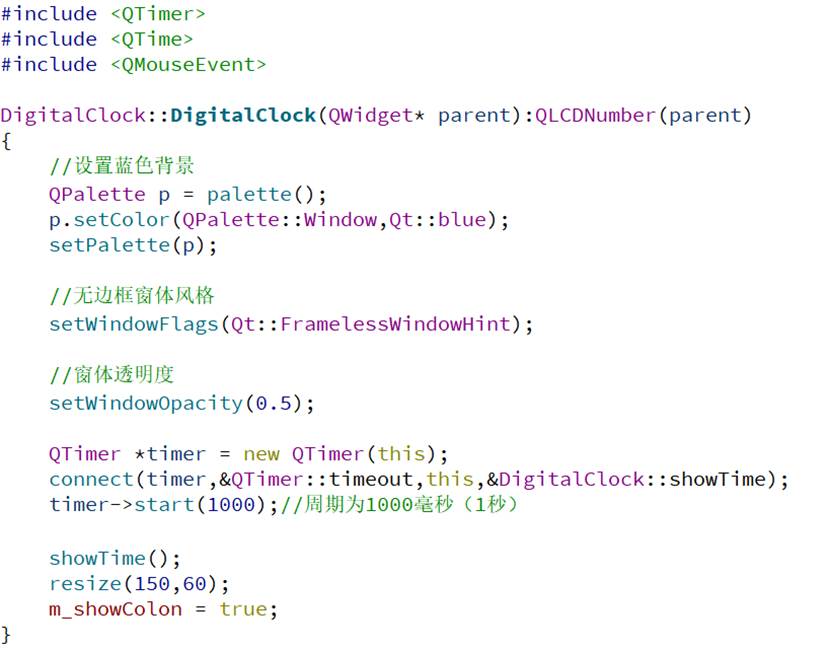 #include <QTimer>
#include <QTime>
#include <QMouseEvent>

DigitalClock::DigitalClock(QWidget* parent):QLCDNumber(parent)
{
    //设置蓝色背景
    QPalette p = palette();
    p.setColor(QPalette::Window,Qt::blue);
    setPalette(p);

    //无边框窗体风格
    setWindowFlags(Qt::FramelessWindowHint);

    //窗体透明度
    setWindowOpacity(0.5);

    QTimer *timer = new QTimer(this);
    connect(timer,&QTimer::timeout,this,&DigitalClock::showTime);
    timer->start(1000);//周期为1000毫秒（1秒）

    showTime();
    resize(150,60);
    m_showColon = true;
}